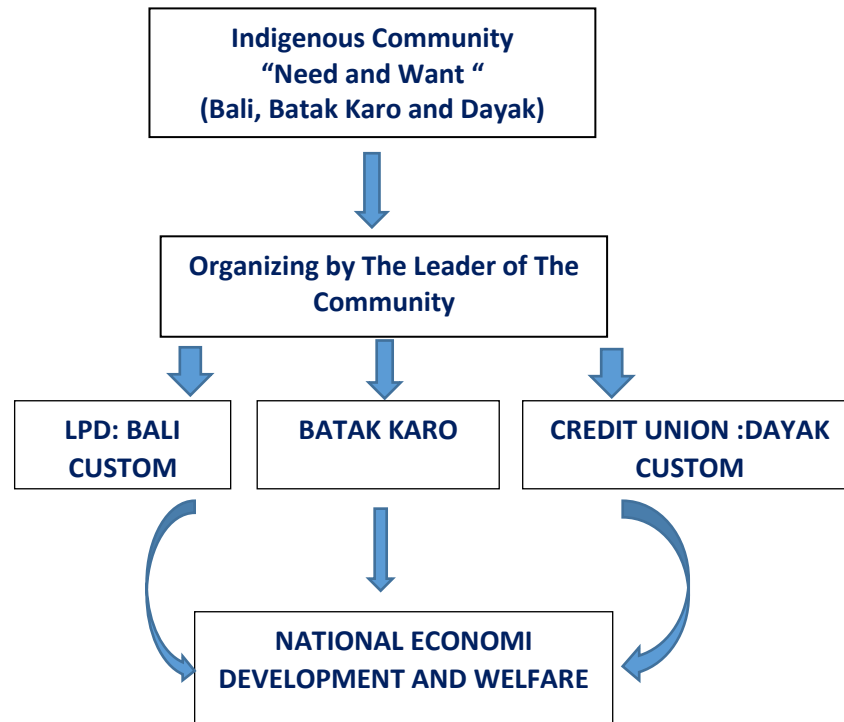 Indigenous Community
“Need and Want “
(Bali, Batak Karo and Dayak)
Organizing by The Leader of The
Community
LPD: BALI
CUSTOM
BATAK KARO
CREDIT UNION :DAYAK
CUSTOM
NATIONAL ECONOMI
DEVELOPMENT AND WELFARE